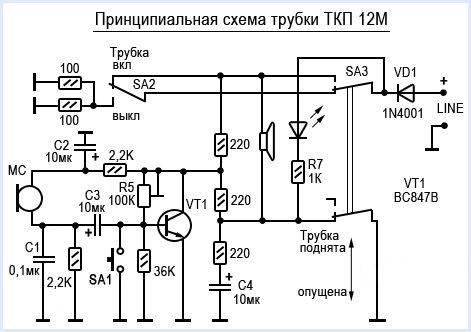 Принципиальная схема трубки ТКП 12М
100
100
Трубка
вкл
SA2
выкл
SA3
VD1
1N4001
+
LINE
C2
10мк
+
2,2K
220
220
220
R7
1K
VT1
BC847B
MC
C3
10мк
+
R5
100K
VT1
C1
0,1мк
2,2K
SA1
36K
+
C4
10мк
Трубка
поднята
опущена